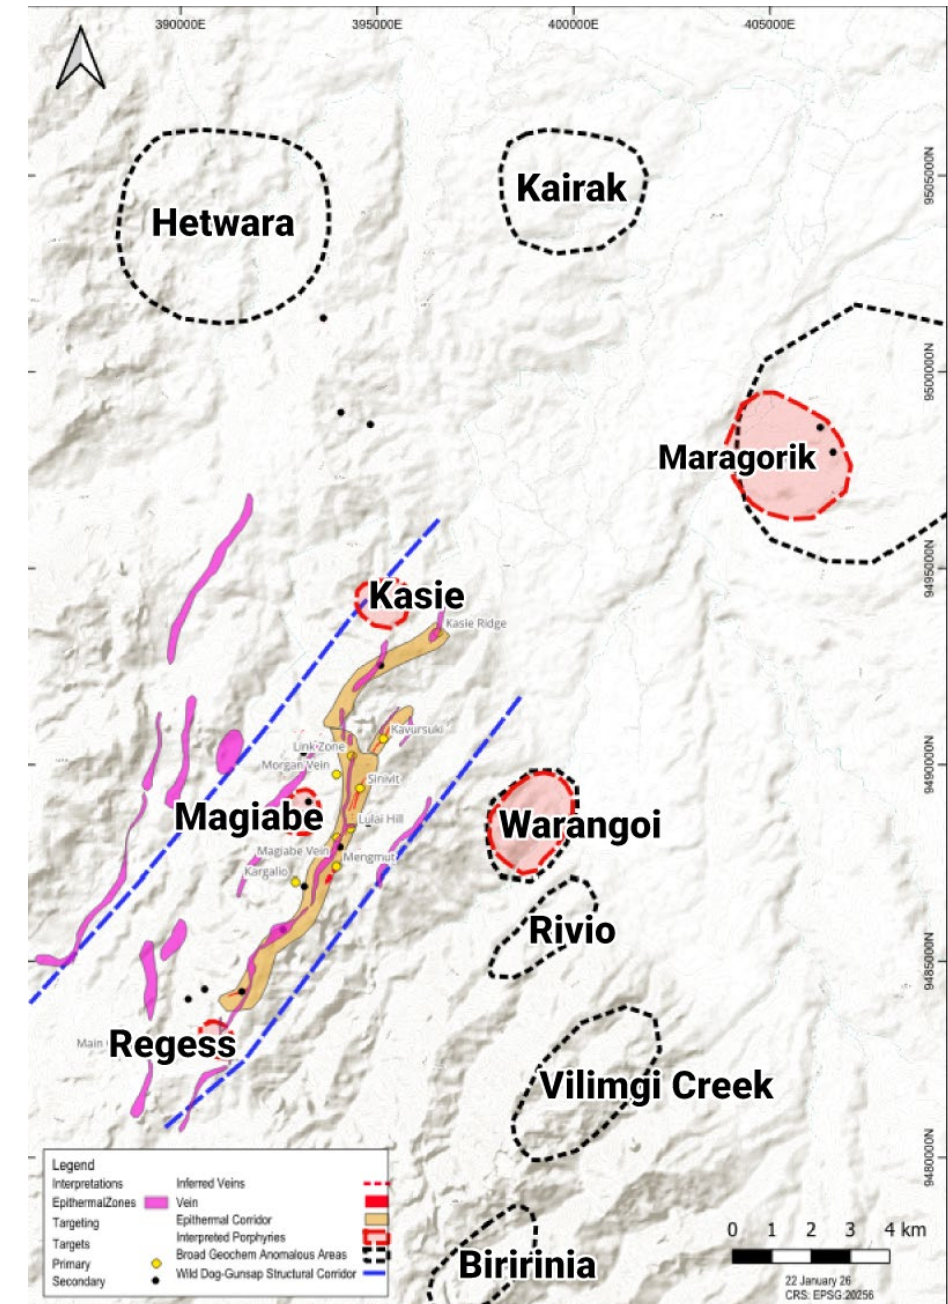 390000E
395000E
400000E
405000E
9505000N
Kairak
Hetwara
9500000N
Maragorik
9495000N
Kasie
Kasie Ridge
Kavursuki
Link Zone
9490000N
Morgan Vein
Sinivit
Magiabe
Lulai Hill
Warangoi
Magiabe Vein
Mengmut
Kargalio
Rivio
9485000N
Main
Regess
Vilimgi Creek
9480000N
Legend
Interpretations
Inferred Veins
EpithermalZones
Vein
Targeting
Epithermal Corridor
Targets
Interpreted Porphyries
Primary
Broad Geochem Anomalous Areas
Secondary
Wild Dog-Gunsap Structural Corridor
Biririnia
0 1 2 3 4 km
22 January 26
CRS: EPSG:20256